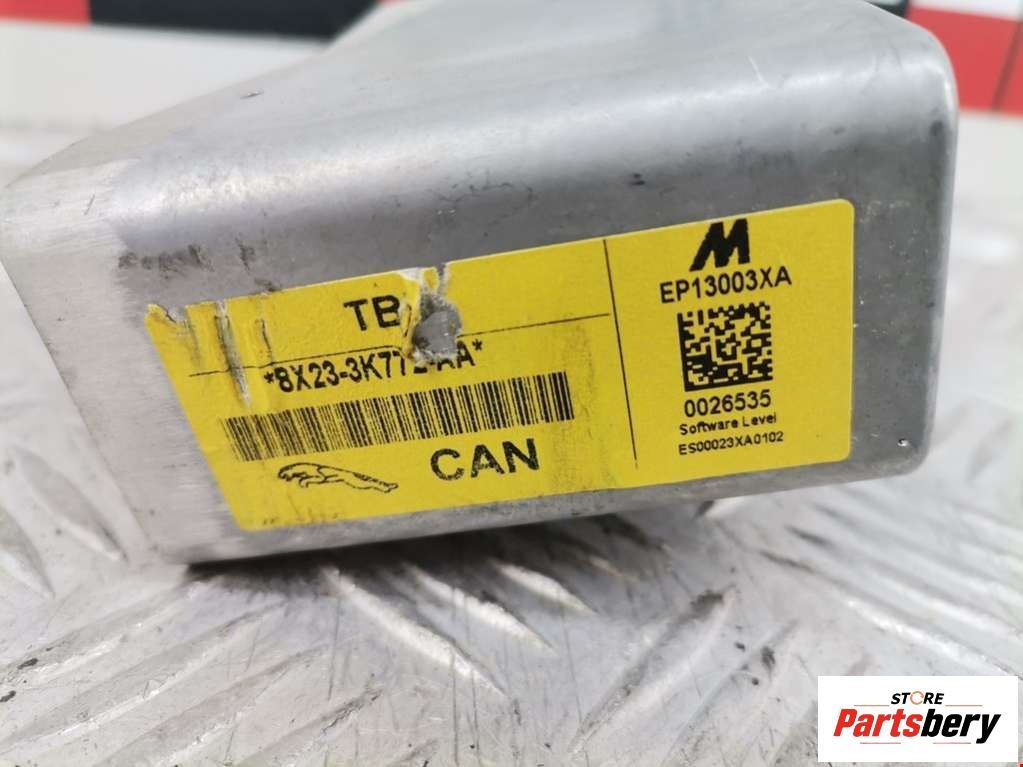 TB
*8X23-3K772-AA*
CAN
M
EP13003XA
0026535
Software Level
ES00023XA0102
STORE
Partsbery